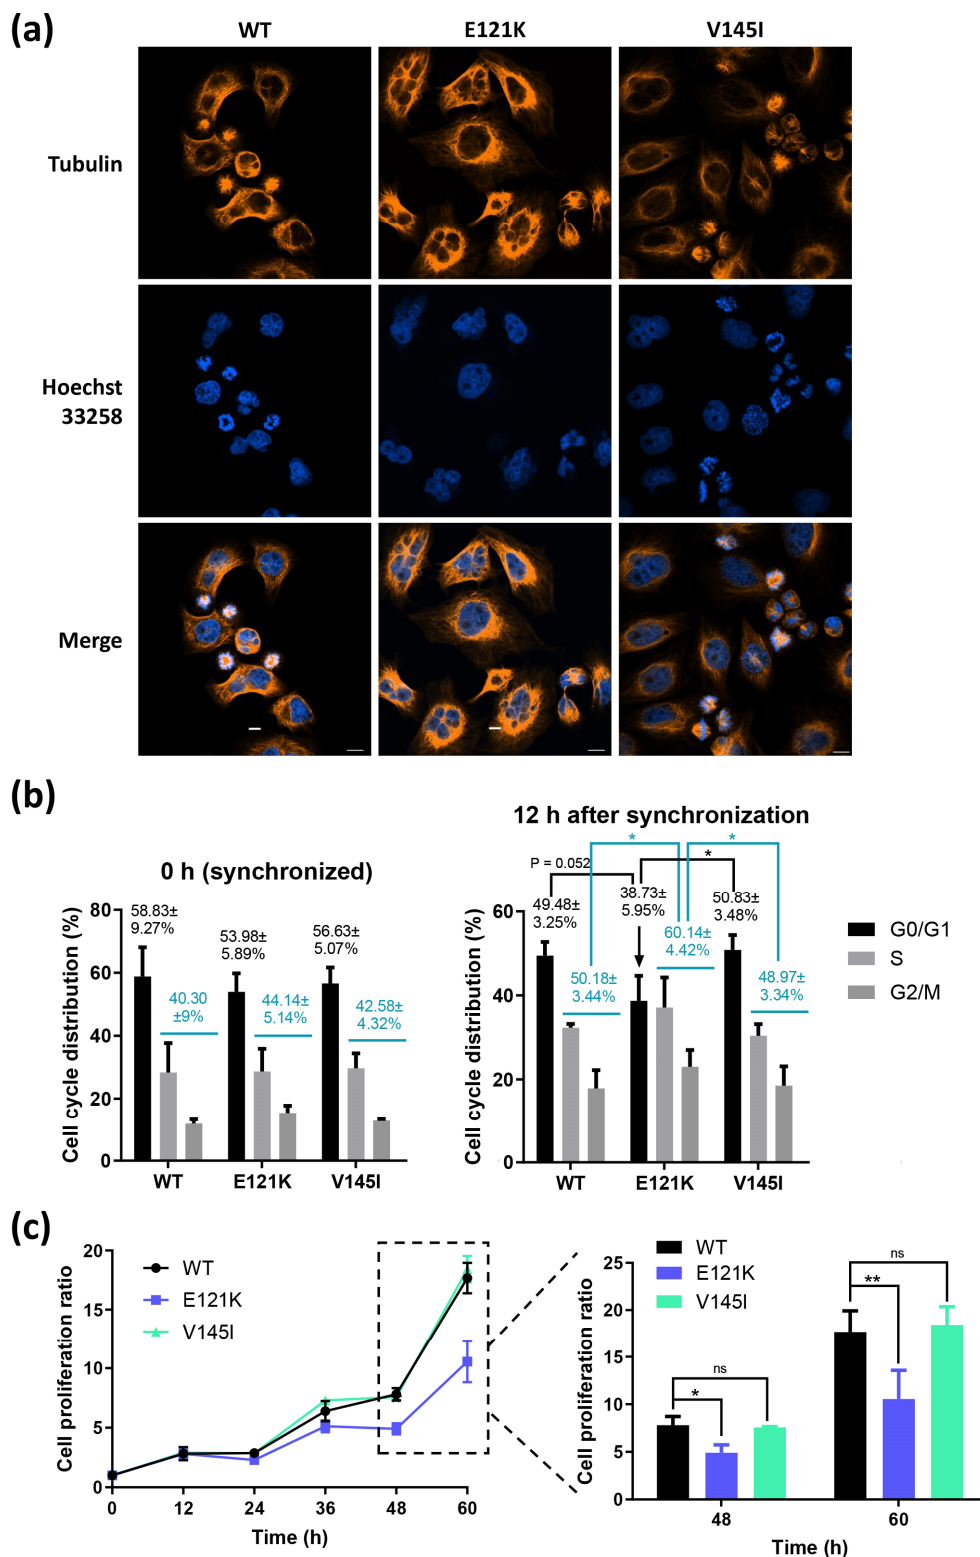 (a)
WT
E121K
V145I
Tubulin
Hoechst
33258
Merge
(b)
0 h (synchronized)
Cell cycle distribution (%)
80
60
40
20
0
58.83±
9.27%
40.30
±9%
53.98±
5.89%
44.14±
5.14%
56.63±
5.07%
42.58±
4.32%
WT
E121K
V145I
12 h after synchronization
Cell cycle distribution (%)
60
40
20
0
P = 0.052
*
*
*
49.48±
3.25%
50.18±
3.44%
38.73±
5.95%
60.14±
4.42%
50.83±
3.48%
48.97±
3.34%
WT
E121K
V145I
G0/G1
S
G2/M
(c)
Cell proliferation ratio
20
15
10
5
0
WT
E121K
V145I
0
12
24
36
48
60
Time (h)
Cell proliferation ratio
25
20
15
10
5
0
WT
E121K
V145I
ns
*
ns
**
48
60
Time (h)